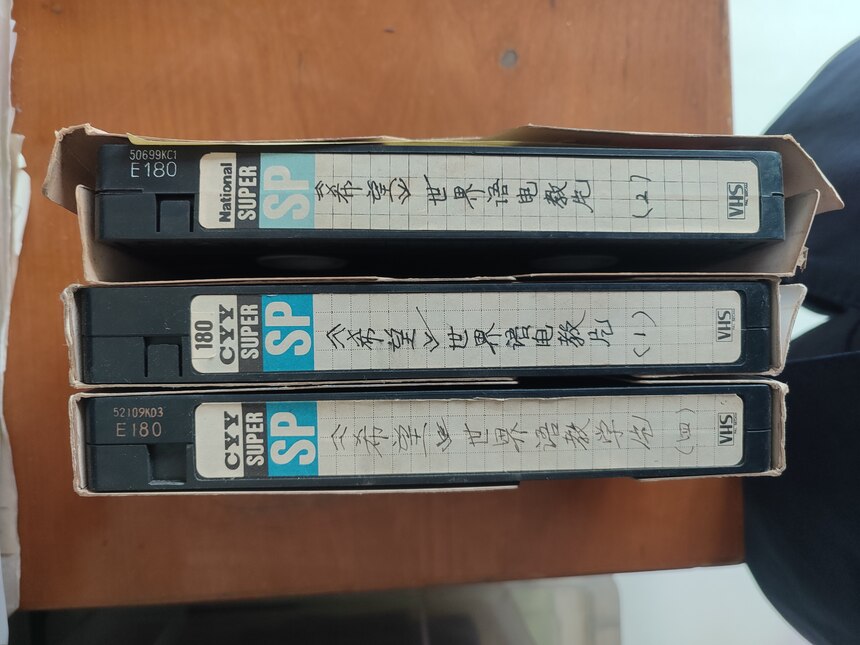 50699KC1
E180
National
SUPER
SP
《希望》世界语电教片
(2)
VHS
180
CYY
SUPER
SP
《希望》世界语电教片
(1)
VHS
52109KD3
E180
CYY
SUPER
SP
《希望》世界语教学片
(四)
VHS